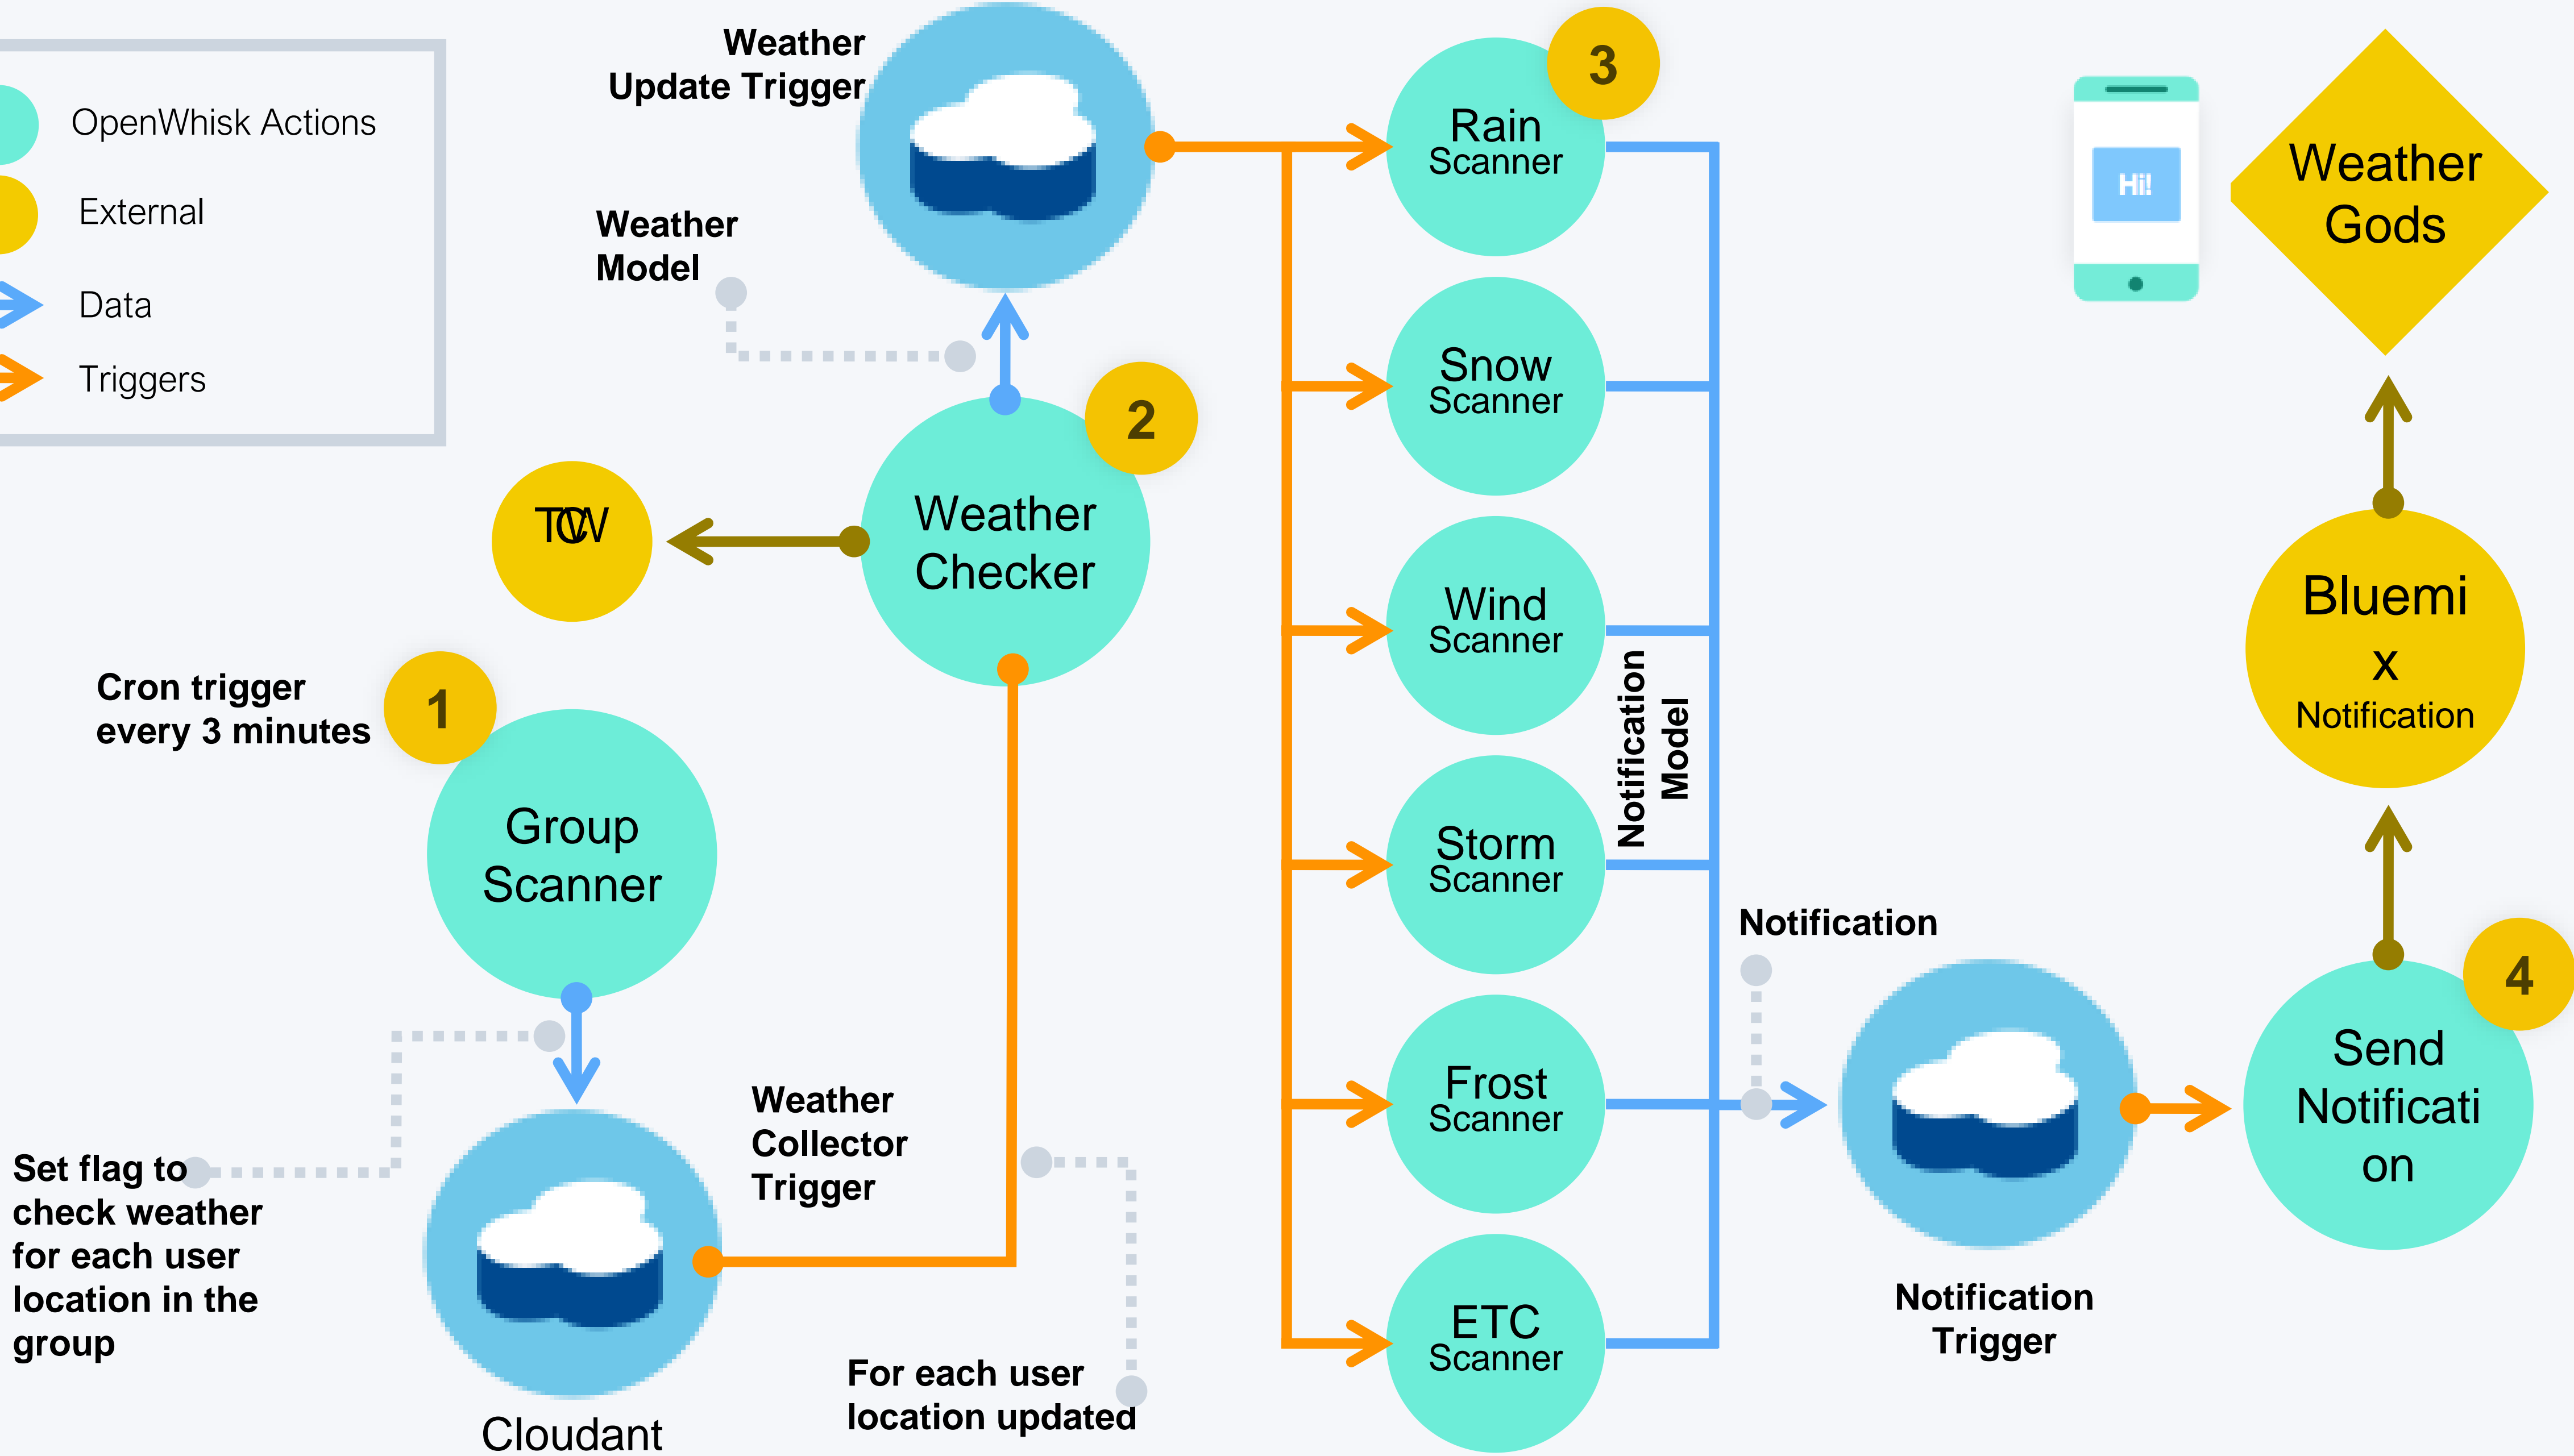 OpenWhisk Actions
External
Data
Triggers
Weather
Update Trigger
Weather
Model
2
Weather
Checker
TCW
Cron trigger
every 3 minutes
1
Group
Scanner
Set flag to
check weather
for each user
location in the
group
Cloudant
Weather
Collector
Trigger
For each user
location updated
3
Rain
Scanner
Snow
Scanner
Wind
Scanner
Storm
Scanner
Frost
Scanner
ETC
Scanner
Notification
Model
Notification
Notification
Trigger
4
Send
Notificati
on
Bluemi
x
Notification
Hi!
Weather
Gods